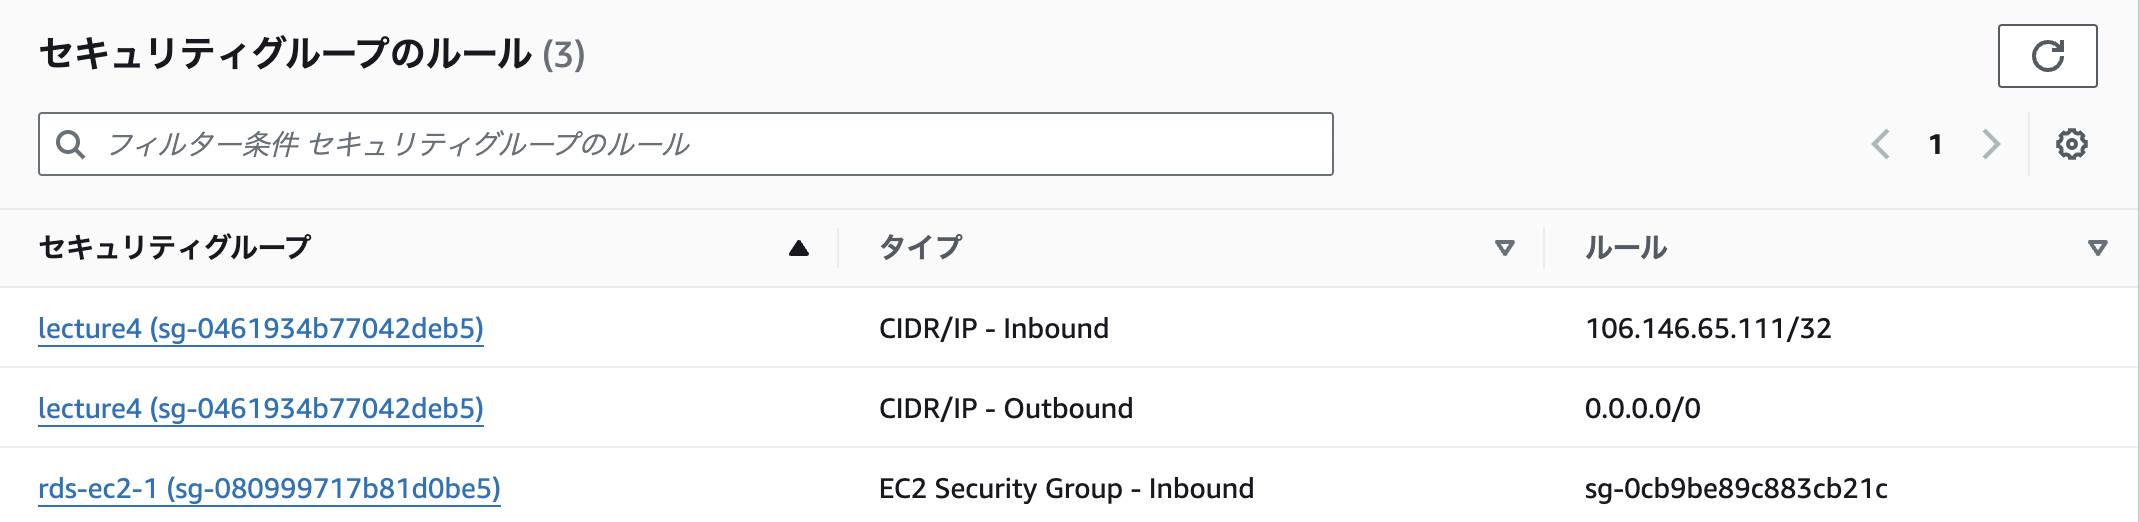 セキュリティグループのルール (3)
フィルター条件 セキュリティグループのルール
1
セキュリティグループ タイプ ルール
lecture4 (sg-0461934b77042deb5) CIDR/IP - Inbound 106.146.65.111/32
lecture4 (sg-0461934b77042deb5) CIDR/IP - Outbound 0.0.0.0/0
rds-ec2-1 (sg-080999717b81d0be5) EC2 Security Group - Inbound sg-0cb9be89c883cb21c